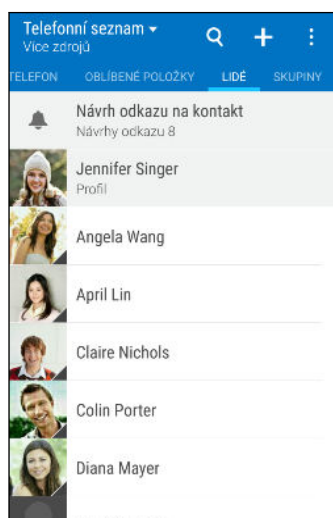 Telefonní seznam
Více zdrojů
TELEFON OBLÍBENÉ POLOŽKY LIDÉ SKUPINY
Návrh odkazu na kontakt
Návrhy odkazu 8
Jennifer Singer
Profil
Angela Wang
April Lin
Claire Nichols
Colin Porter
Diana Mayer